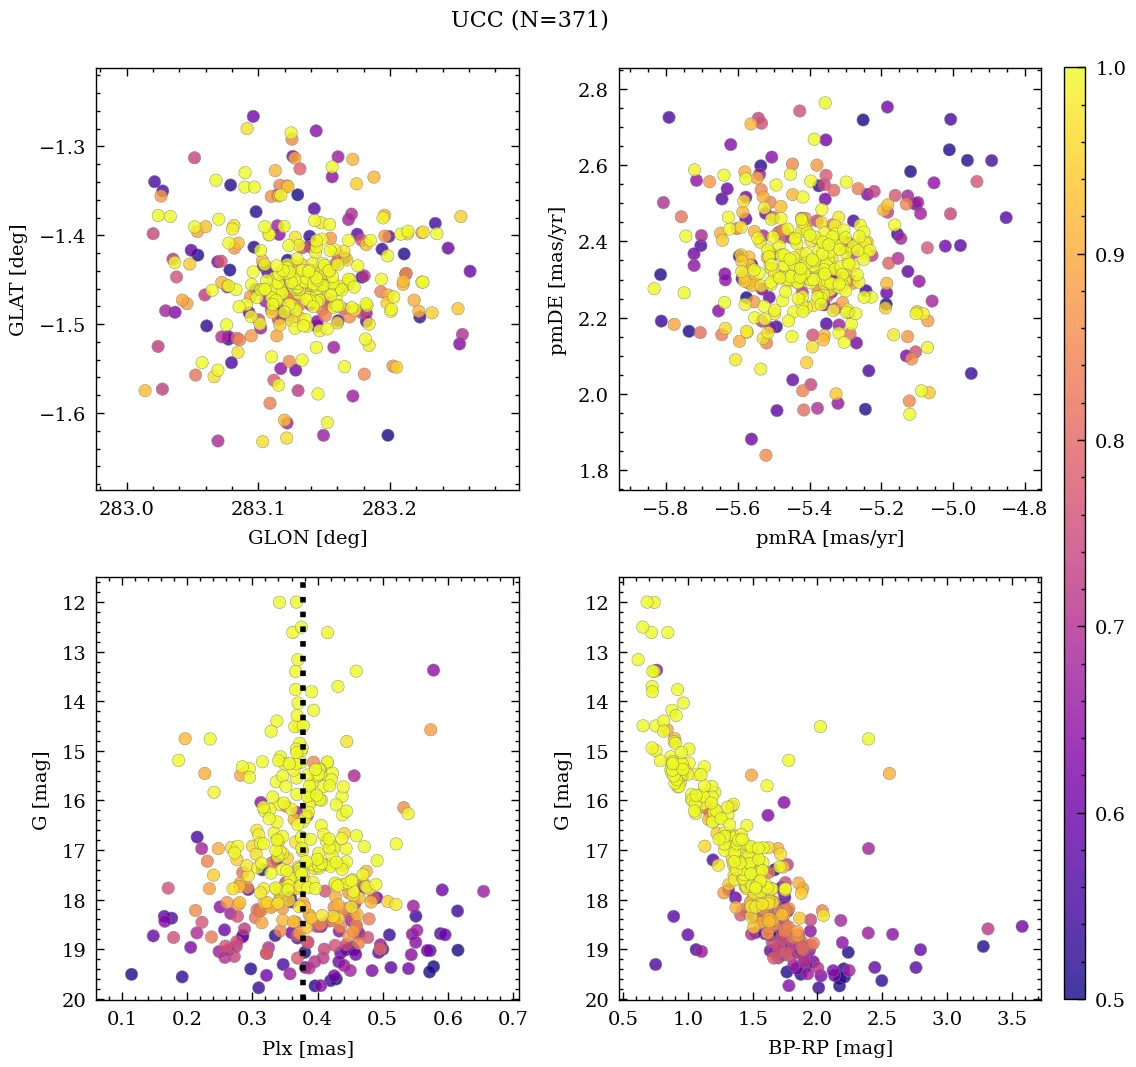 UCC (N=371)
−1.3
−1.4
−1.5
−1.6
GLAT [deg]
283.0 283.1 283.2
GLON [deg]
2.8
2.6
2.4
2.2
2.0
1.8
pmDE [mas/yr]
−5.8 −5.6 −5.4 −5.2 −5.0 −4.8
pmRA [mas/yr]
12
13
14
15
16
17
18
19
20
G [mag]
0.1 0.2 0.3 0.4 0.5 0.6 0.7
Plx [mas]
12
13
14
15
16
17
18
19
20
G [mag]
0.5 1.0 1.5 2.0 2.5 3.0 3.5
BP-RP [mag]
1.0
0.9
0.8
0.7
0.6
0.5